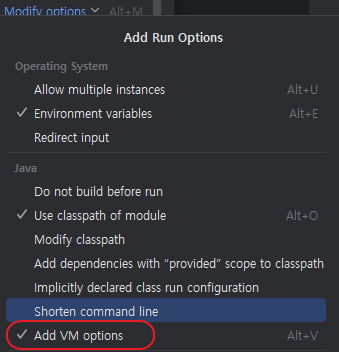 Modify options Alt+M
Add Run Options
Operating System
Allow multiple instances Alt+U
Environment variables Alt+E
Redirect input
Java
Do not build before run
Use classpath of module Alt+O
Modify classpath
Add dependencies with “provided” scope to classpath
Implicitly declared class run configuration
Shorten command line
Add VM options Alt+V